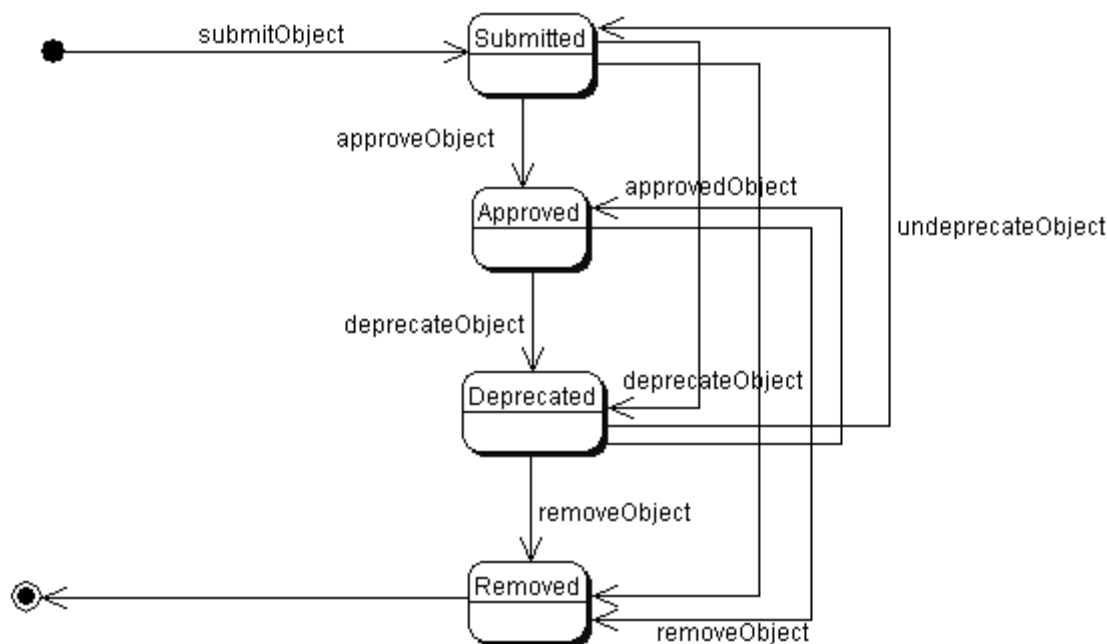 submitObject
Submitted
approveObject
approvedObject
Approved
undeprecateObject
deprecateObject
deprecateObject
Deprecated
removeObject
Removed
removeObject